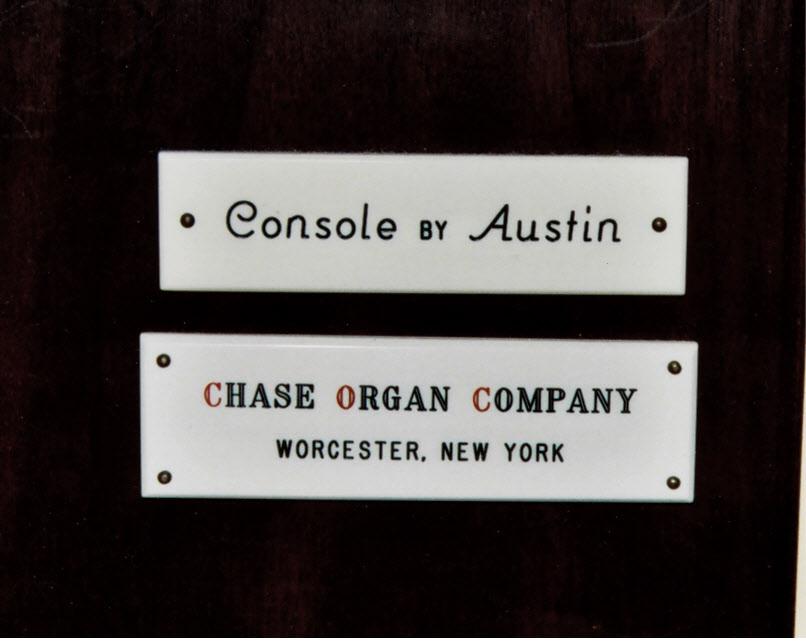 Console BY Austin
CHASE ORGAN COMPANY
WORCESTER, NEW YORK